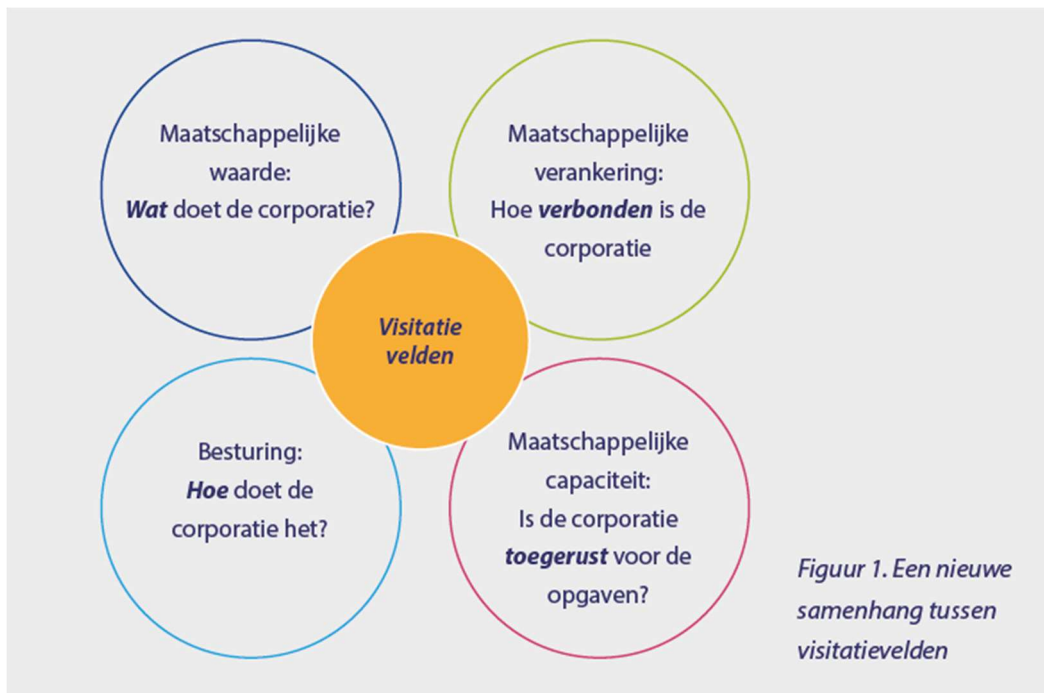 Maatschappelijke
waarde:
Wat doet de corporatie?
Maatschappelijke
verankering:
Hoe verbonden is de
corporatie
Visitatie
velden
Besturing:
Hoe doet de
corporatie het?
Maatschappelijke
capaciteit:
Is de corporatie
toegerust voor de
opgaven?
Figuur 1. Een nieuwe
samenhang tussen
visitatievelden